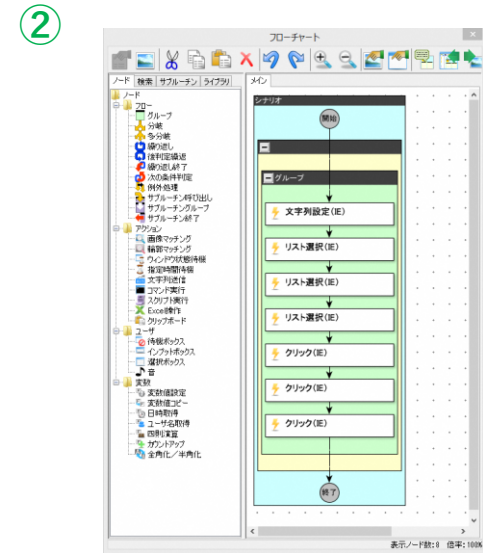 ②
フローチャート
ノード 検索 サブルーチン ライブラリ
メイン
ノード
フロー
グループ
分岐
多分岐
繰り返し
後判定繰返
繰り返し終了
次の条件判定
例外処理
サブルーチン呼び出し
サブルーチングループ
サブルーチン終了
アクション
画像マッチング
輪郭マッチング
ウィンドウ状態待機
指定時間待機
文字列送信
コマンド実行
スクリプト実行
Excel操作
クリップボード
ユーザ
待機ボックス
インプットボックス
選択ボックス
音
変数
変数値設定
変数値コピー
日時取得
ユーザ名取得
四則演算
カウントアップ
全角化／半角化
シナリオ
開始
グループ
文字列設定(IE)
リスト選択(IE)
リスト選択(IE)
リスト選択(IE)
クリック(IE)
クリック(IE)
クリック(IE)
終了
表示ノード数:8 倍率:100%